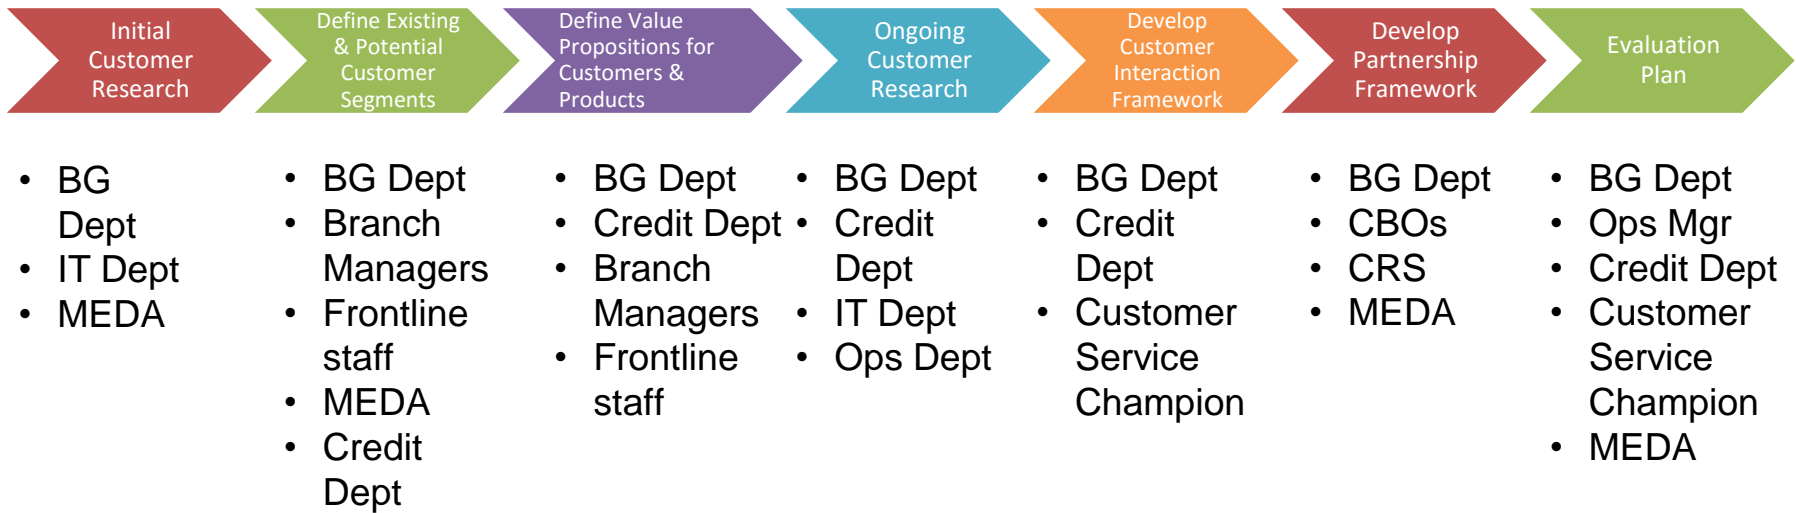 Initial
Customer
Research
Define Existing
& Potential
Customer
Segments
Define Value
Propositions for
Customers &
Products
Ongoing
Customer
Research
Develop
Customer
Interaction
Framework
Develop
Partnership
Framework
Evaluation
Plan
• BG
Dept
• IT Dept
• MEDA
• BG Dept
• Branch
Managers
• Frontline
staff
• MEDA
• Credit
Dept
• BG Dept
• Credit Dept
• Branch
Managers
• Frontline
staff
• BG Dept
• Credit
Dept
• IT Dept
• Ops Dept
• BG Dept
• Credit
Dept
• Customer
Service
Champion
• BG Dept
• CBOs
• CRS
• MEDA
• BG Dept
• Ops Mgr
• Credit Dept
• Customer
Service
Champion
• MEDA